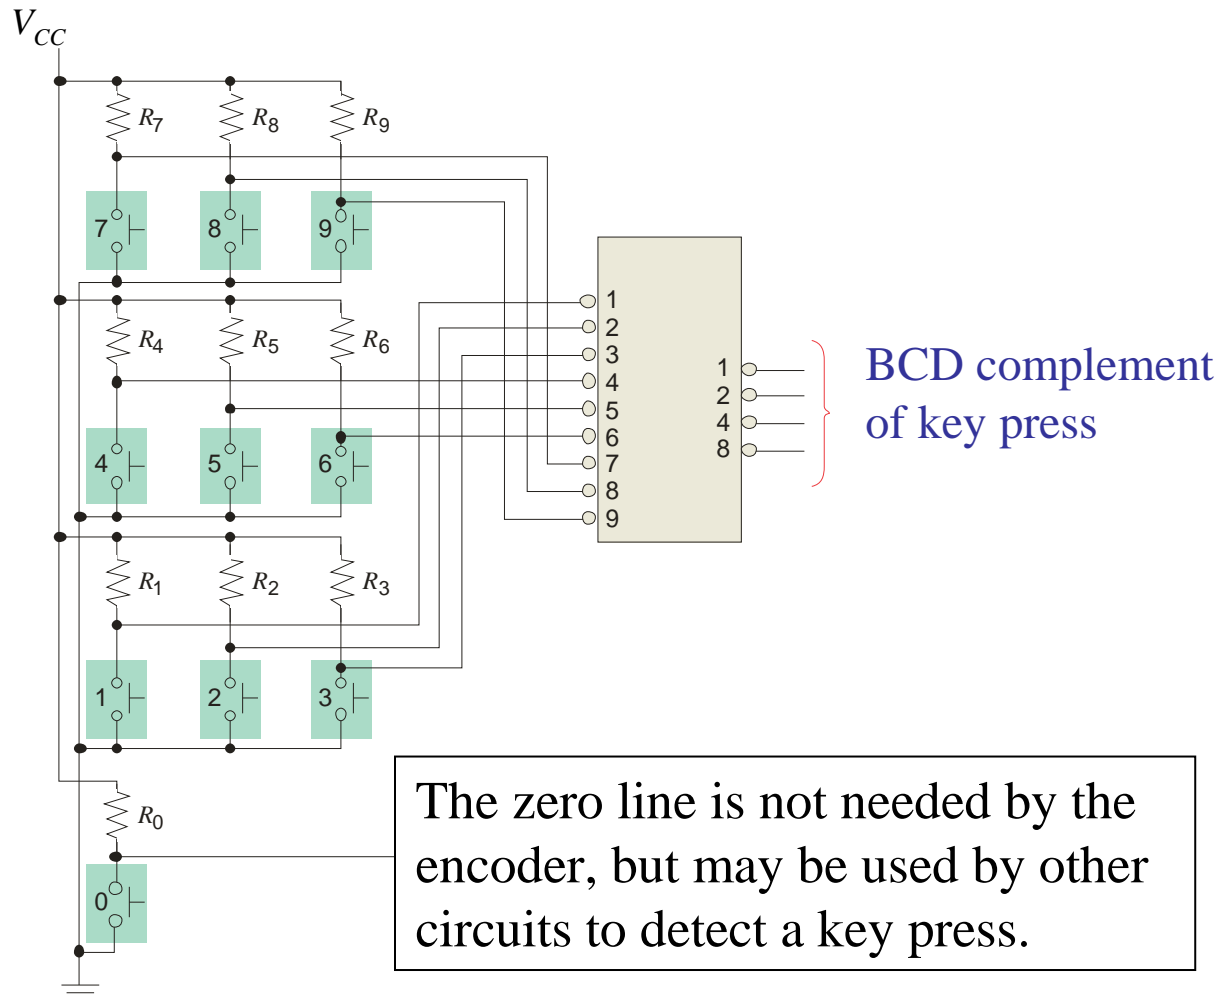 VCC
R7 R8 R9
7 8 9
R4 R5 R6
4 5 6
R1 R2 R3
1 2 3
R0
0
1
2
3
4
5
6
7
8
9
1
2
4
8
BCD complement
of key press
The zero line is not needed by the
encoder, but may be used by other
circuits to detect a key press.